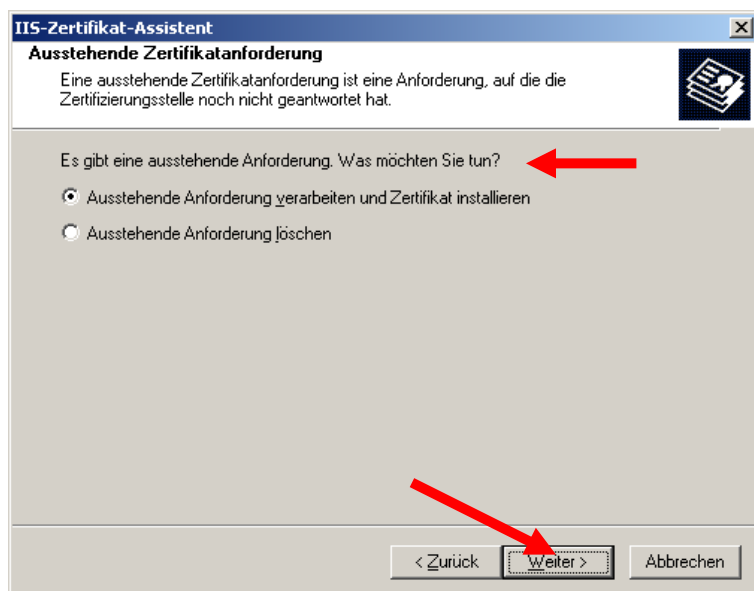 IIS-Zertifikat-Assistent
Ausstehende Zertifikatanforderung
Eine ausstehende Zertifikatanforderung ist eine Anforderung, auf die die
Zertifizierungsstelle noch nicht geantwortet hat.
Es gibt eine ausstehende Anforderung. Was möchten Sie tun?
Ausstehende Anforderung verarbeiten und Zertifikat installieren
Ausstehende Anforderung löschen
< Zurück Weiter > Abbrechen